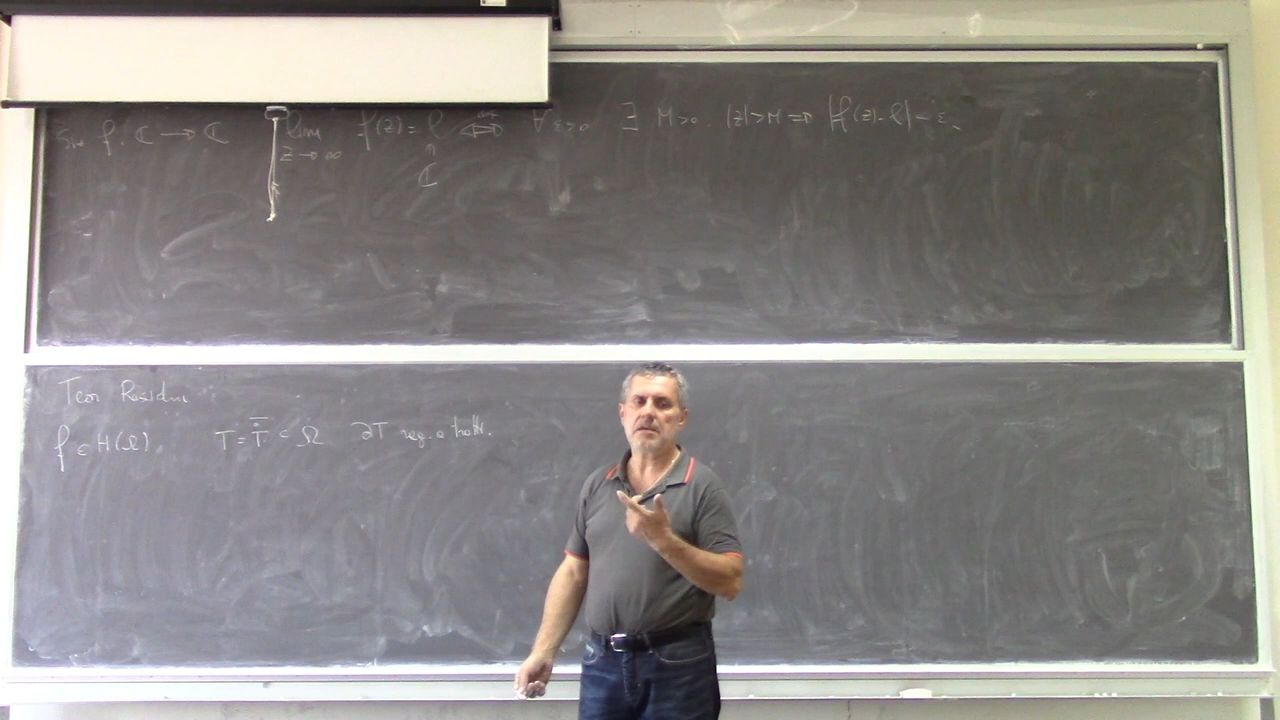 Sia f: ℂ → ℂ lim z→∞ f(z) = ℓ ⟺ ∀ ε>0 ∃ M>0 |z|>M ⇒ |f(z)-ℓ| < ε
∈ ℂ
Teor Residui
f ∈ H(Ω) T = T̄ ⊂ Ω ∂T reg. a tratti.